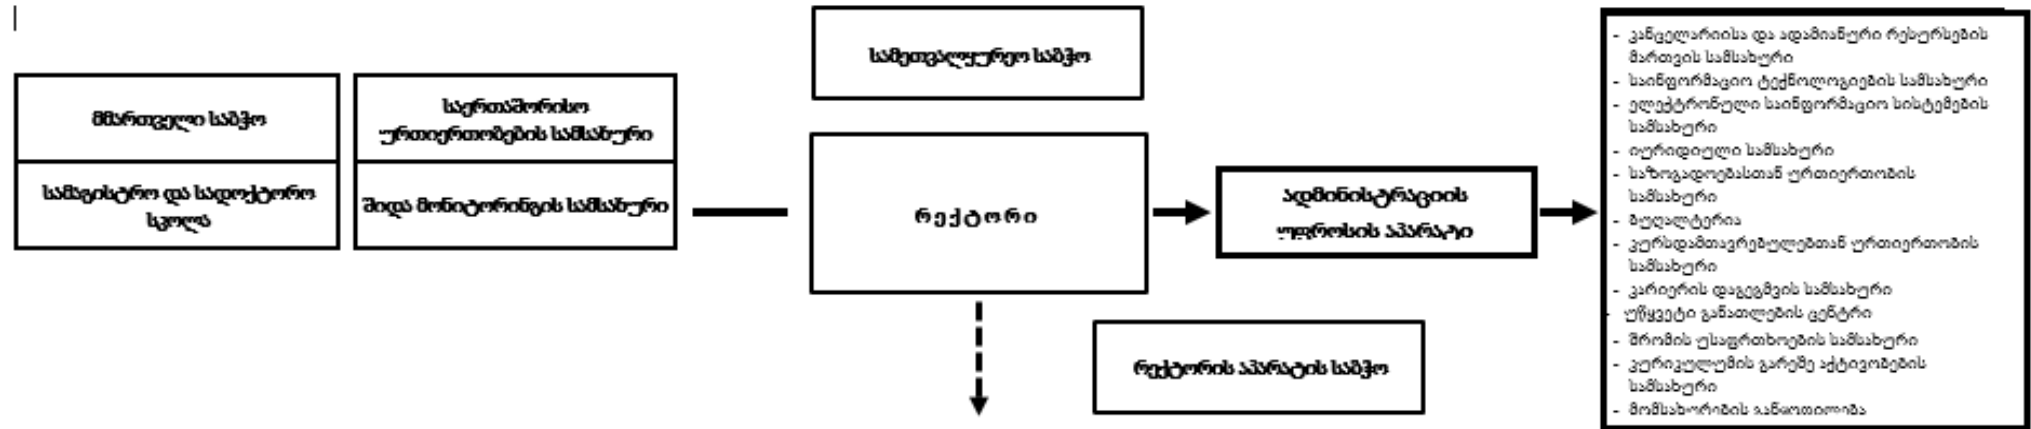 სამეთვალყურეო საბჭო
მმართველი საბჭო
სამაგისტრო და სადოქტორო
სკოლა
საერთაშორისო
ურთიერთობების სამსახური
შიდა მონიტორინგის სამსახური
რექტორი
ადმინისტრაციის
უფროსის აპარატი
რექტორის აპარატის საბჭო
- კანცელარიისა და ადამიანური რესურსების
მართვის სამსახური
- საინფორმაციო ტექნოლოგიების სამსახური
- ელექტრონული საინფორმაციო სისტემების
სამსახური
- იურიდიული სამსახური
- საზოგადოებასთან ურთიერთობის
სამსახური
- ბუღალტერია
- კურსდამთავრებულებთან ურთიერთობის
სამსახური
- კარიერის დაგეგმვის სამსახური
- უწყვეტი განათლების ცენტრი
- შრომის უსაფრთხოების სამსახური
- კურიკულუმის გარეშე აქტივობების
სამსახური
- მომსახურების განყოფილება